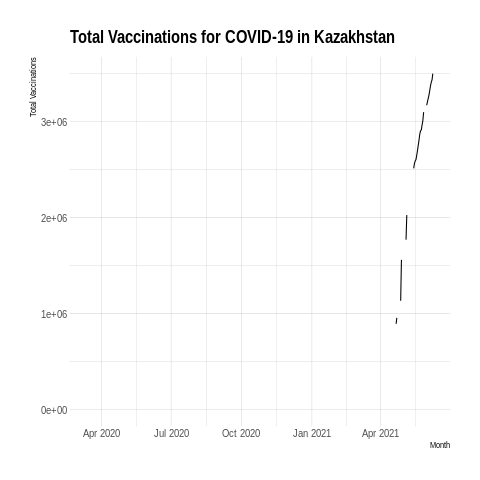 Total Vaccinations for COVID-19 in Kazakhstan
Total Vaccinations
3e+06
2e+06
1e+06
0e+00
Apr 2020 Jul 2020 Oct 2020 Jan 2021 Apr 2021
Month